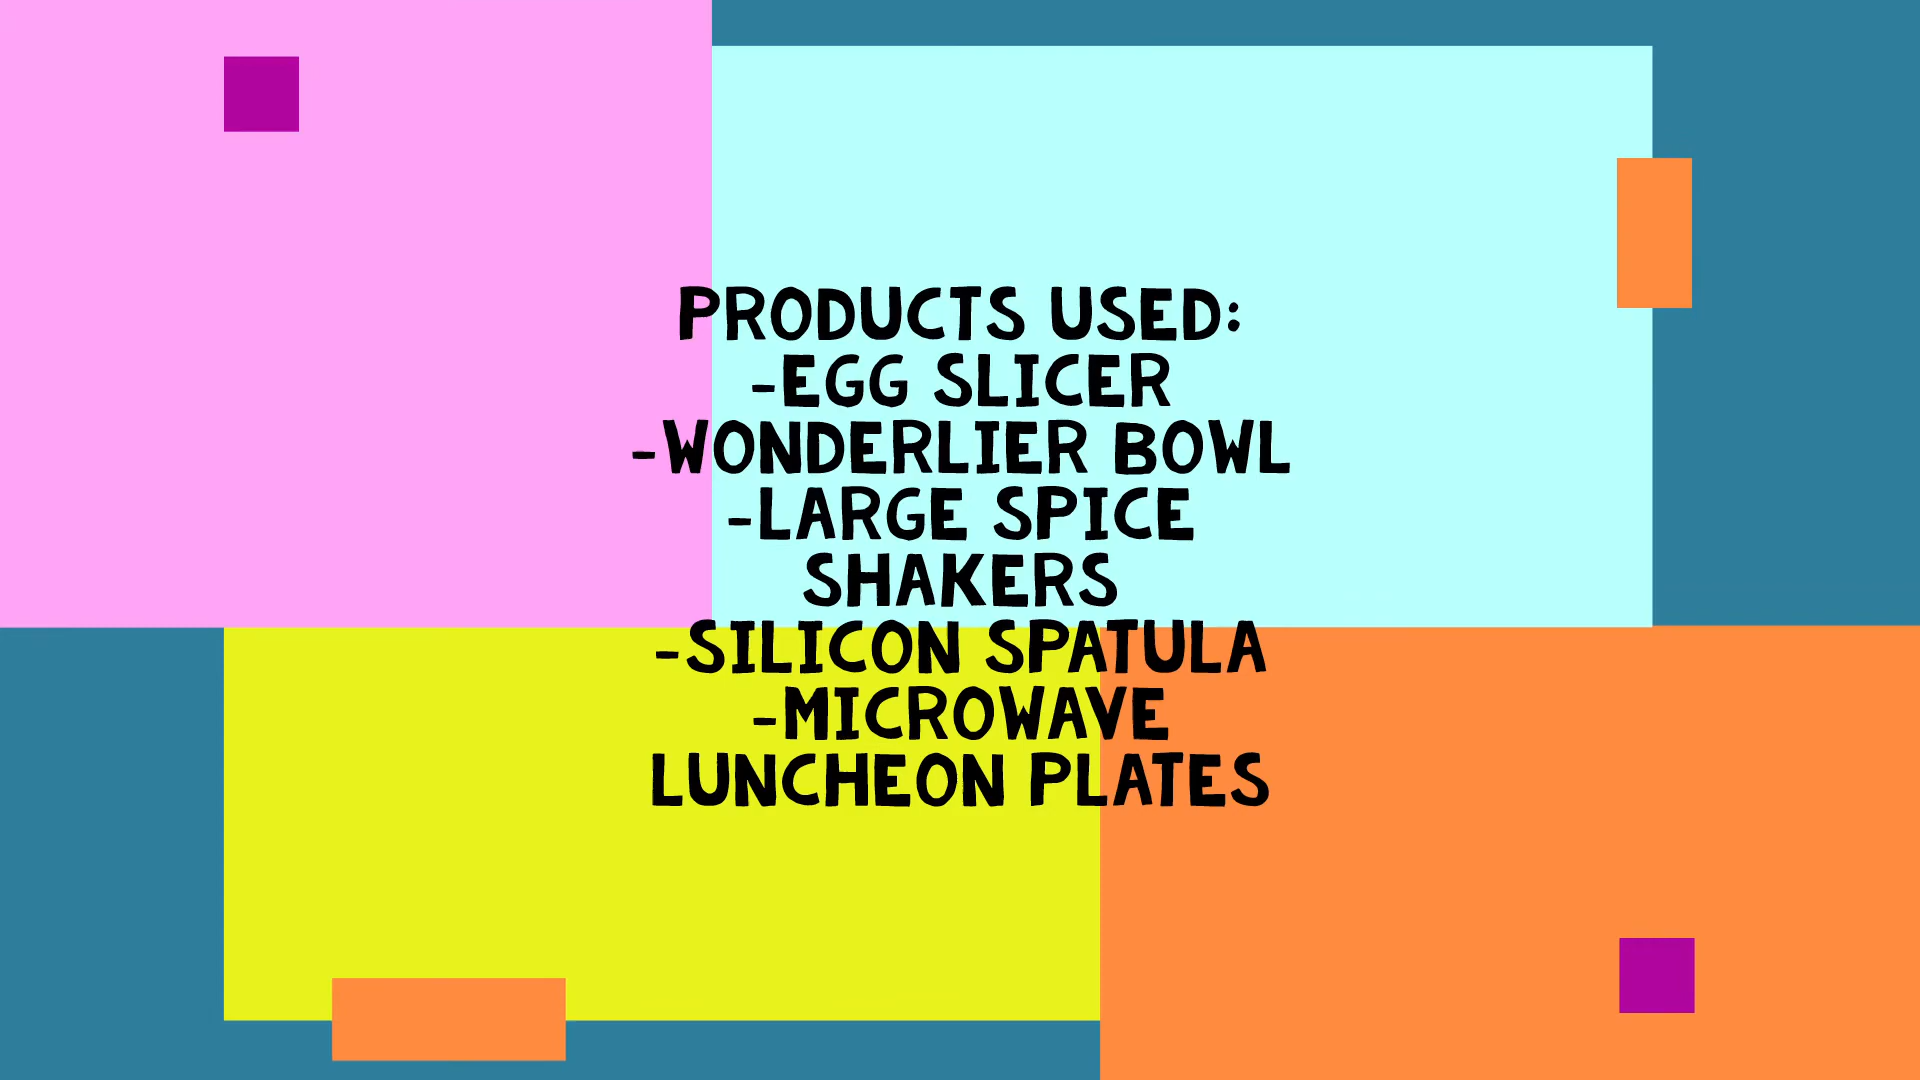 PRODUCTS USED:
-EGG SLICER
-WONDERLIER BOWL
-LARGE SPICE
SHAKERS
-SILICON SPATULA
-MICROWAVE
LUNCHEON PLATES